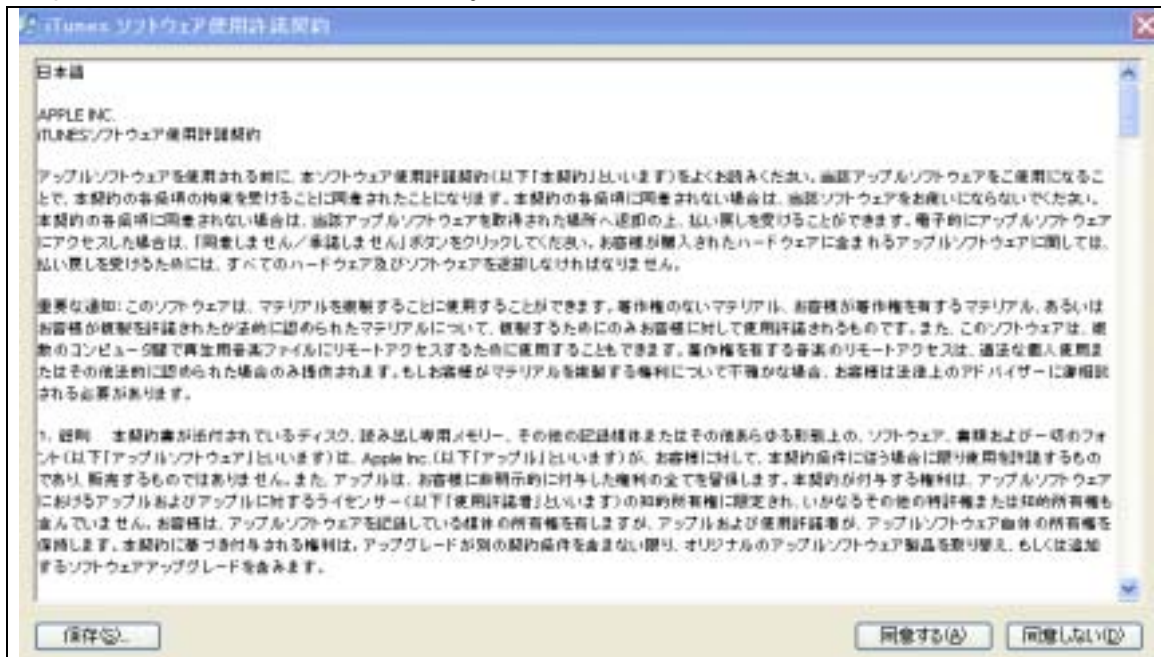 iTunes ソフトウェア使用許諾契約
日本語
APPLE INC.
iTUNESソフトウェア使用許諾契約
アップルソフトウェアを使用される前に、本ソフトウェア使用許諾契約(以下「本契約」といいます)をよくお読みください。当該アップルソフトウェアをご使用になるこ
とで、本契約の各条項の拘束を受けることに同意されたことになります。本契約の各条項に同意されない場合は、当該ソフトウェアをお使いにならないでください。
本契約の各条項に同意されない場合は、当該アップルソフトウェアを取得された場所へ返却の上、払い戻しを受けることができます。電子的にアップルソフトウェア
にアクセスした場合は、「同意しません/承諾しません」ボタンをクリックしてください。お客様が購入されたハードウェアに含まれるアップルソフトウェアに関しては、
払い戻しを受けるためには、すべてのハードウェア及びソフトウェアを返却しなければなりません。
重要な通知:このソフトウェアは、マテリアルを複製することに使用することができます。著作権のないマテリアル、お客様が著作権を有するマテリアル、あるいは
お客様が複製を許諾されたか法的に認められたマテリアルについて、複製するためにのみお客様に対して使用許諾されるものです。また、このソフトウェアは、複
数のコンピュータ間で再生用音楽ファイルにリモートアクセスするために使用することもできます。著作権を有する音楽のリモートアクセスは、適法な個人使用ま
たはその他法的に認められた場合のみ提供されます。もしお客様がマテリアルを複製する権利について不確かな場合、お客様は法律上のアドバイザーに御相談
される必要があります。
1. 総則 本契約書が添付されているディスク、読み出し専用メモリー、その他の記録媒体またはその他あらゆる形態上の、ソフトウェア、書類および一切のフォ
ント(以下「アップルソフトウェア」といいます)は、Apple Inc.(以下「アップル」といいます)が、お客様に対して、本契約条件に従う場合に限り使用を許諾するもの
であり、販売するものではありません。また、アップルは、お客様に非明示的に付与した権利の全てを留保します。本契約が付与する権利は、アップルソフトウェア
におけるアップルおよびアップルに対するライセンサー(以下「使用許諾者」といいます)の知的所有権に限定され、いかなるその他の特許権または知的所有権も
含んでいません。お客様は、アップルソフトウェアを記録している媒体の所有権を有しますが、アップルおよび使用許諾者が、アップルソフトウェア自体の所有権を
保持します。本契約に基づき付与される権利は、アップグレードが別の契約条件を含まない限り、オリジナルのアップルソフトウェア製品を取り替え、もしくは追加
するソフトウェアアップグレードを含みます。
保存(S)... 同意する(A) 同意しない(D)